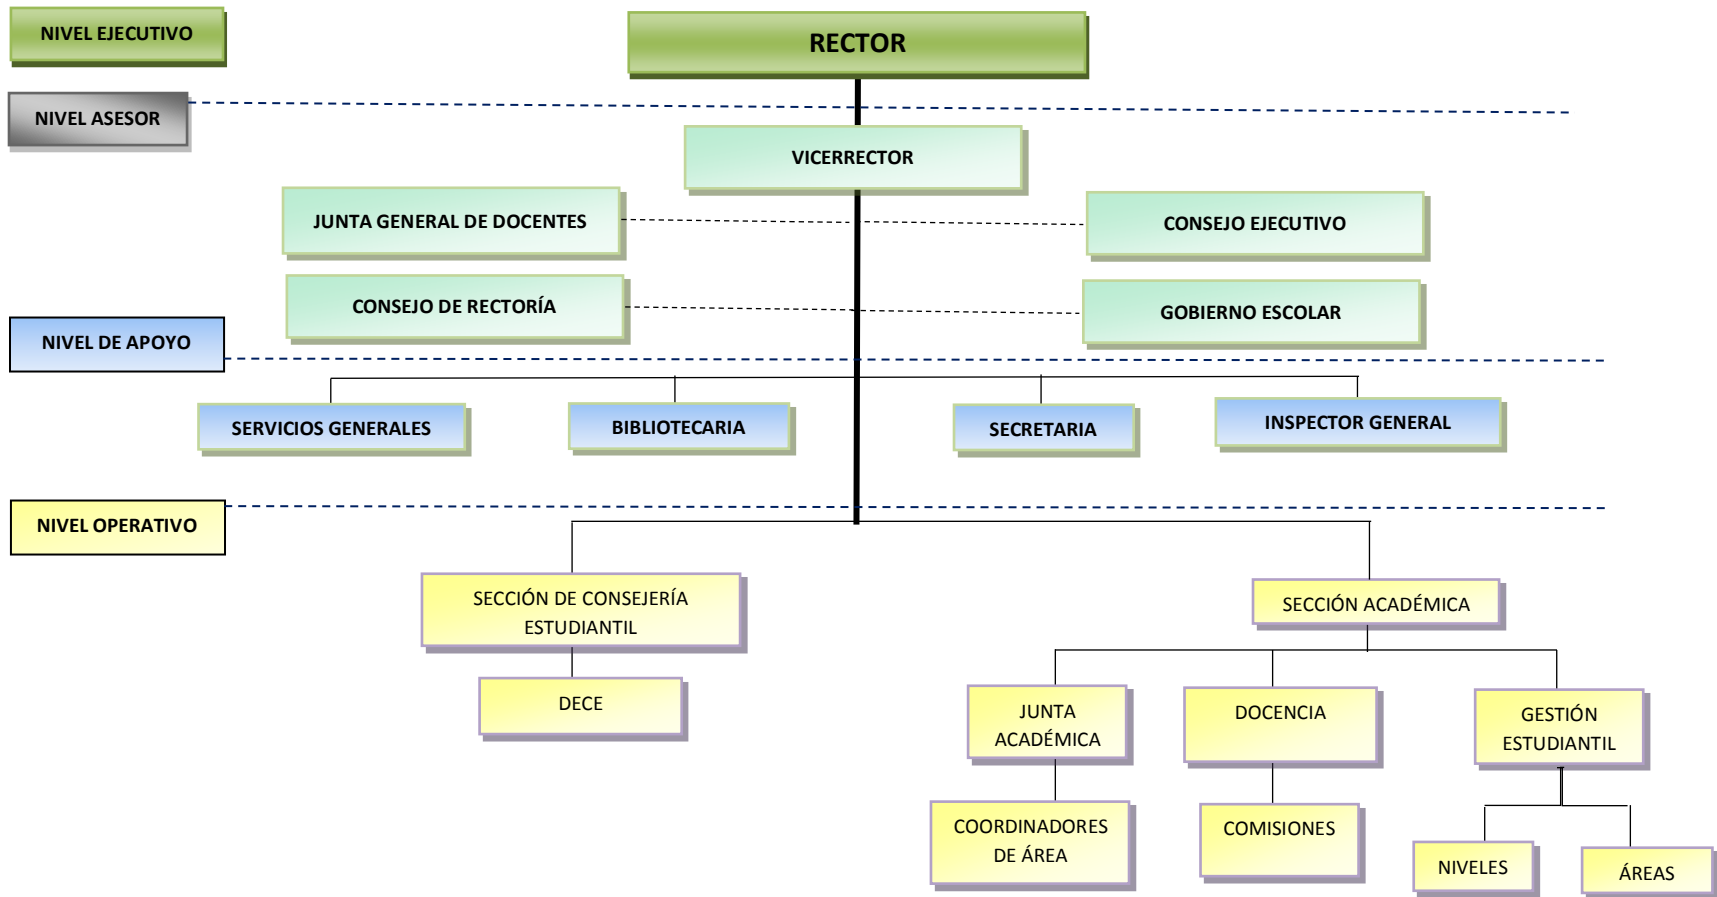 NIVEL EJECUTIVO
RECTOR
NIVEL ASESOR
VICERRECTOR
JUNTA GENERAL DE DOCENTES
CONSEJO EJECUTIVO
CONSEJO DE RECTORÍA
GOBIERNO ESCOLAR
NIVEL DE APOYO
SERVICIOS GENERALES
BIBLIOTECARIA
SECRETARIA
INSPECTOR GENERAL
NIVEL OPERATIVO
SECCIÓN DE CONSEJERÍA
ESTUDIANTIL
SECCIÓN ACADÉMICA
DECE
JUNTA
ACADÉMICA
DOCENCIA
GESTIÓN
ESTUDIANTIL
COORDINADORES
DE ÁREA
COMISIONES
NIVELES
ÁREAS